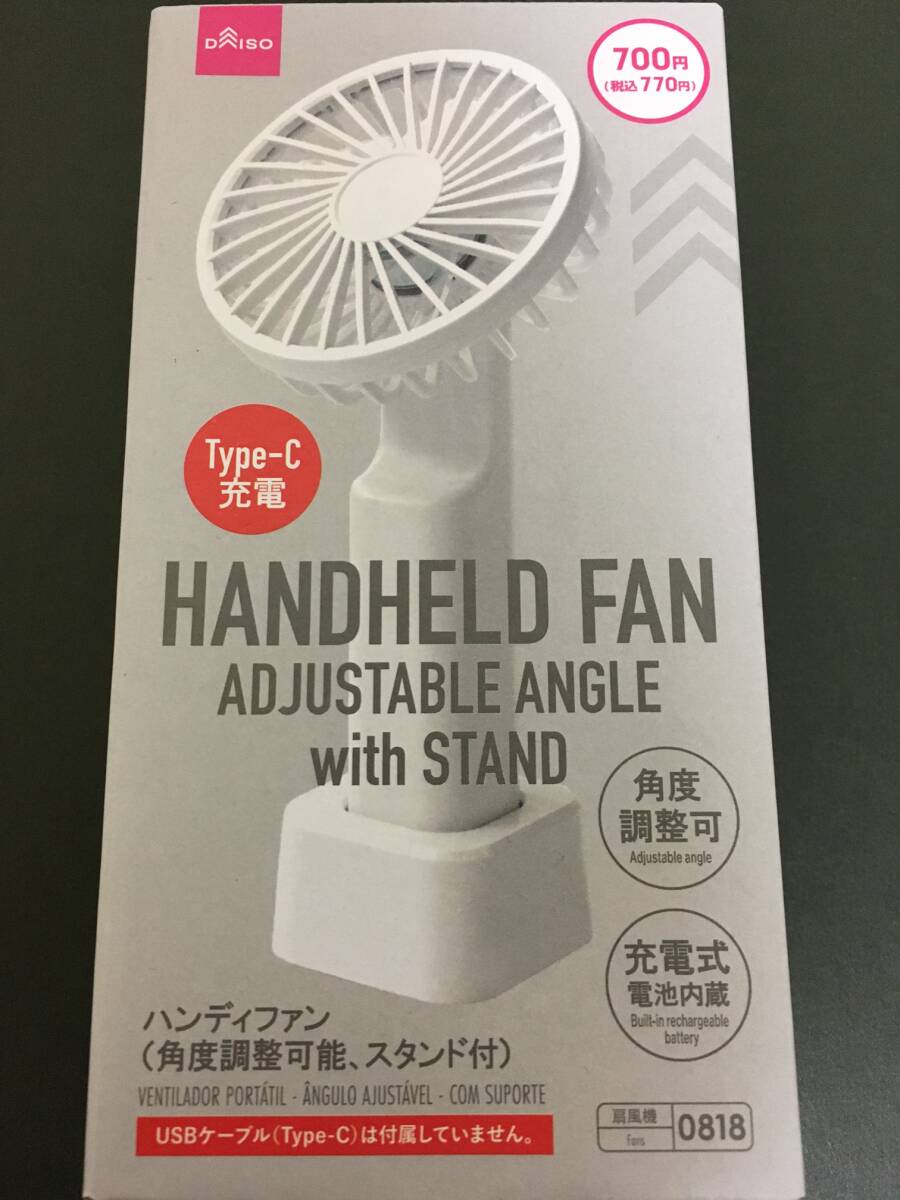 DAISO
700円
(税込770円)
Type-C
充電
HANDHELD FAN
ADJUSTABLE ANGLE
with STAND
角度
調整可
Adjustable angle
充電式
電池内蔵
Built-in rechargeable
battery
ハンディファン
(角度調整可能、スタンド付)
VENTILADOR PORTÁTIL - ÂNGULO AJUSTÁVEL - COM SUPORTE
USBケーブル(Type-C)は付属していません。
扇風機
Fans
0818